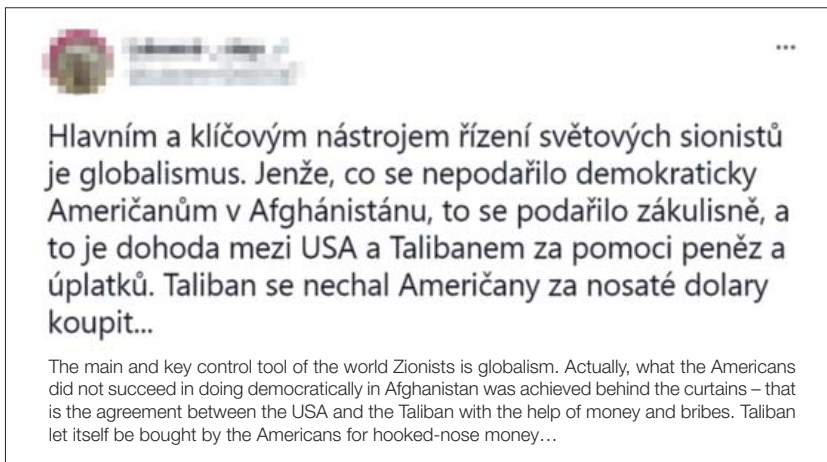 Hlavním a klíčovým nástrojem řízení světových sionistů
je globalismus. Jenže, co se nepodařilo demokraticky
Američanům v Afghánistánu, to se podařilo zákulisně, a
to je dohoda mezi USA a Talibanem za pomoci peněz a
úplatků. Taliban se nechal Američany za nosaté dolary
koupit...
The main and key control tool of the world Zionists is globalism. Actually, what the Americans
did not succeed in doing democratically in Afghanistan was achieved behind the curtains – that
is the agreement between the USA and the Taliban with the help of money and bribes. Taliban
let itself be bought by the Americans for hooked-nose money…